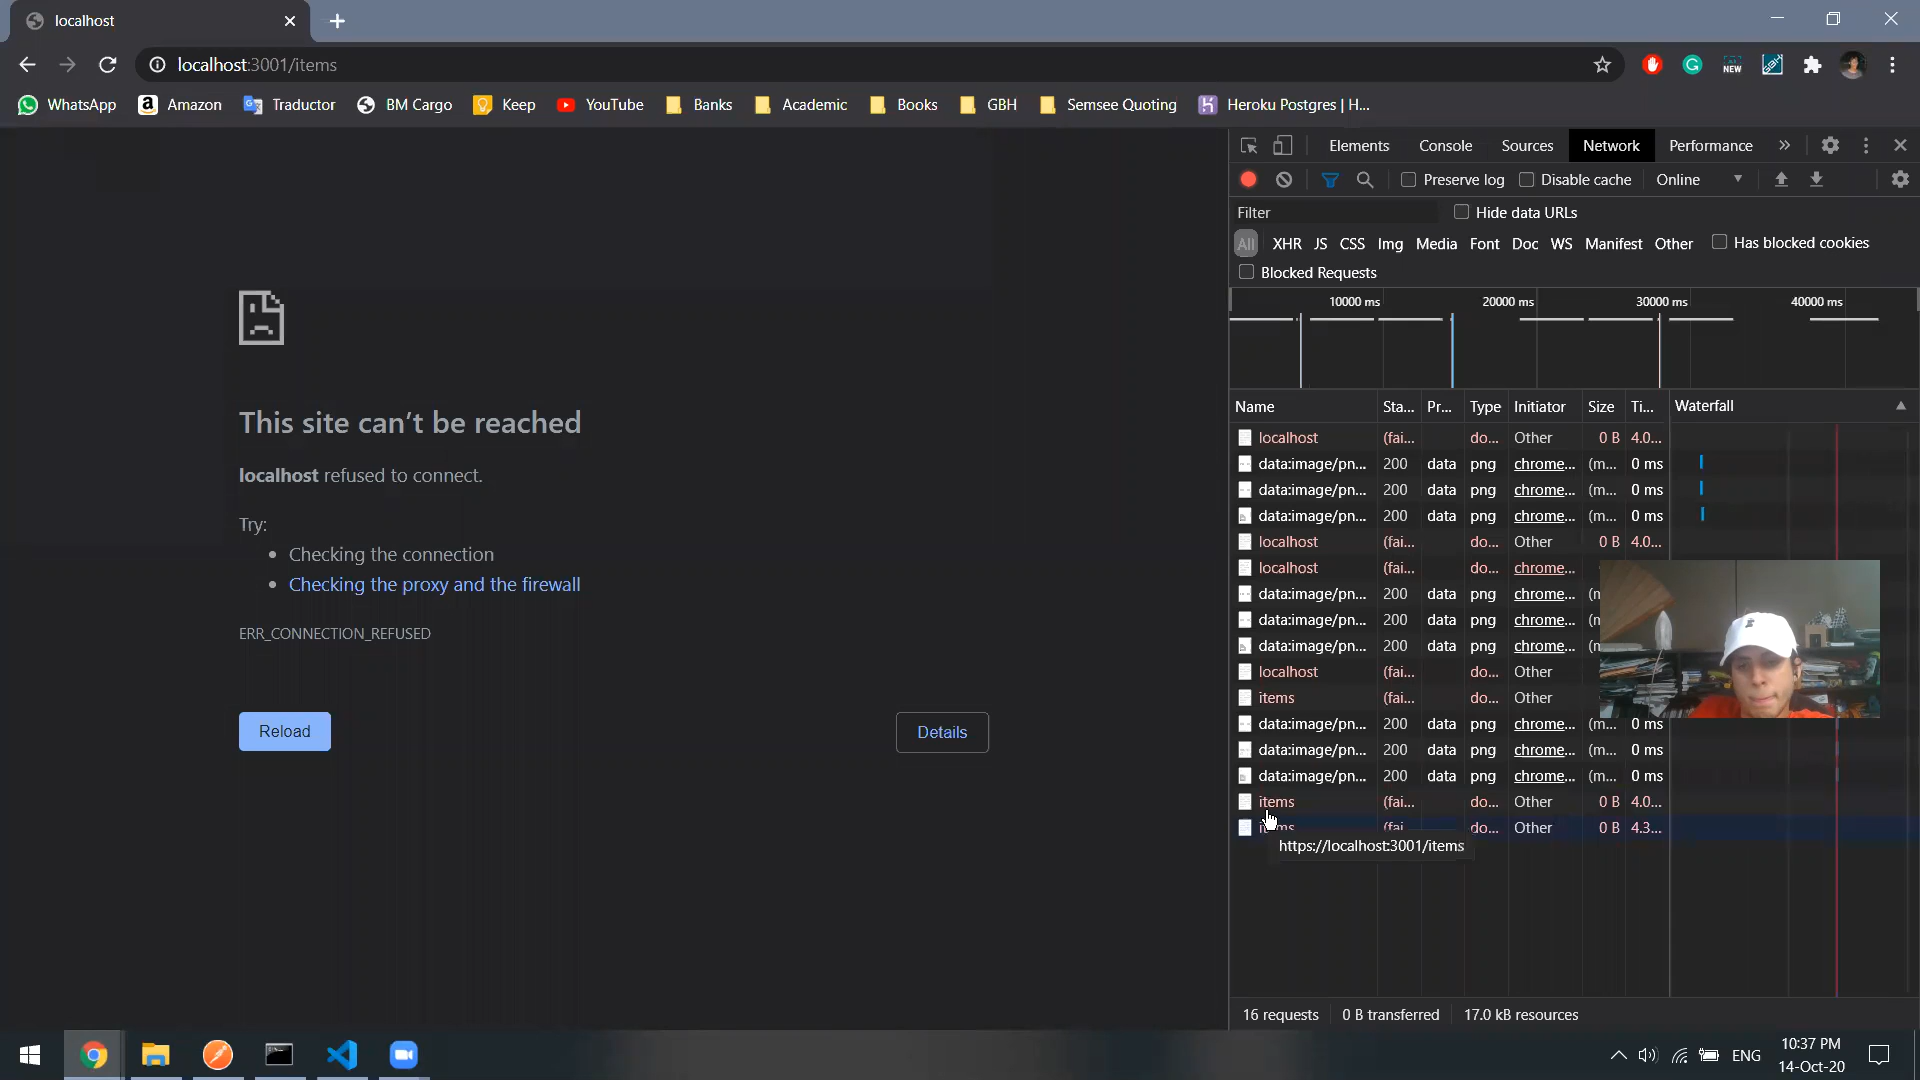 localhost
localhost:3001/items
NEW
WhatsApp Amazon Traductor BM Cargo Keep YouTube Banks Academic Books GBH Semsee Quoting Heroku Postgres | H...
Elements Console Sources Network Performance
Preserve log Disable cache Online
Filter Hide data URLs
All XHR JS CSS Img Media Font Doc WS Manifest Other Has blocked cookies
Blocked Requests
10000 ms 20000 ms 30000 ms 40000 ms
Name Sta... Pr... Type Initiator Size Ti... Waterfall
localhost (fai... do... Other 0 B 4.0...
data:image/pn... 200 data png chrome... (m... 0 ms
data:image/pn... 200 data png chrome... (m... 0 ms
data:image/pn... 200 data png chrome... (m... 0 ms
localhost (fai... do... Other 0 B 4.0...
localhost (fai... do... chrome...
data:image/pn... 200 data png chrome...
data:image/pn... 200 data png chrome...
data:image/pn... 200 data png chrome...
localhost (fai... do... Other
items (fai... do... Other
data:image/pn... 200 data png chrome... (m... 0 ms
data:image/pn... 200 data png chrome... (m... 0 ms
data:image/pn... 200 data png chrome... (m... 0 ms
items (fai... do... Other 0 B 4.0...
items (fai... do... Other 0 B 4.3...
https://localhost:3001/items
16 requests 0 B transferred 17.0 kB resources
This site can't be reached
localhost refused to connect.
Try:
• Checking the connection
• Checking the proxy and the firewall
ERR_CONNECTION_REFUSED
Reload Details
ENG 10:37 PM
14-Oct-20